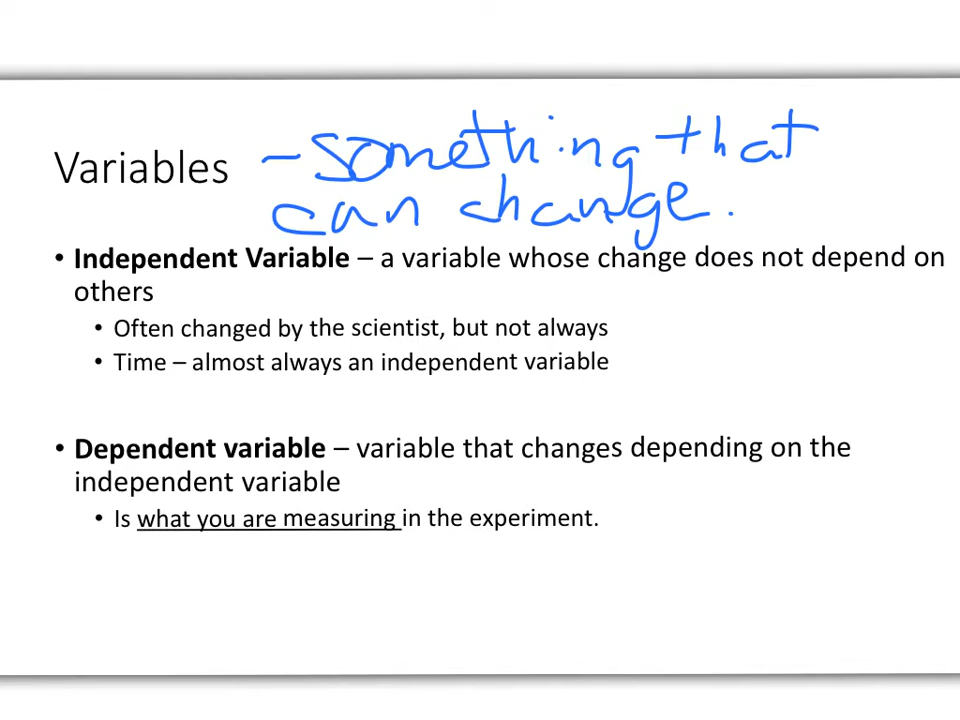 Variables – something that
can change.
• Independent Variable – a variable whose change does not depend on
others
• Often changed by the scientist, but not always
• Time – almost always an independent variable
• Dependent variable – variable that changes depending on the
independent variable
• Is what you are measuring in the experiment.